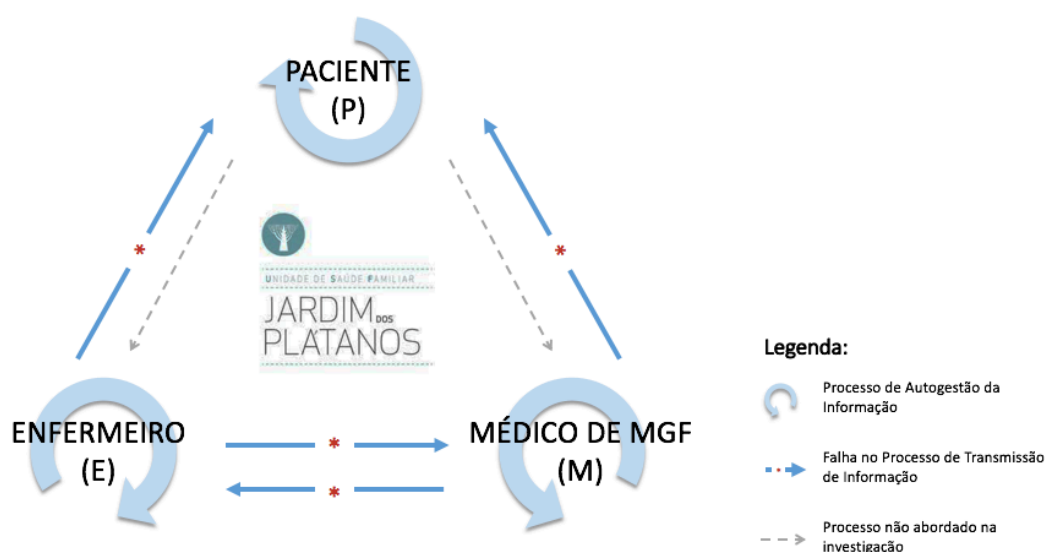 PACIENTE
(P)
*
*
UNIDADE DE SAÚDE FAMILIAR
JARDIM DOS
PLÁTANOS
ENFERMEIRO
(E)
*
*
MÉDICO DE MGF
(M)
Legenda:
Processo de Autogestão da
Informação
Falha no Processo de Transmissão
de Informação
Processo não abordado na
investigação